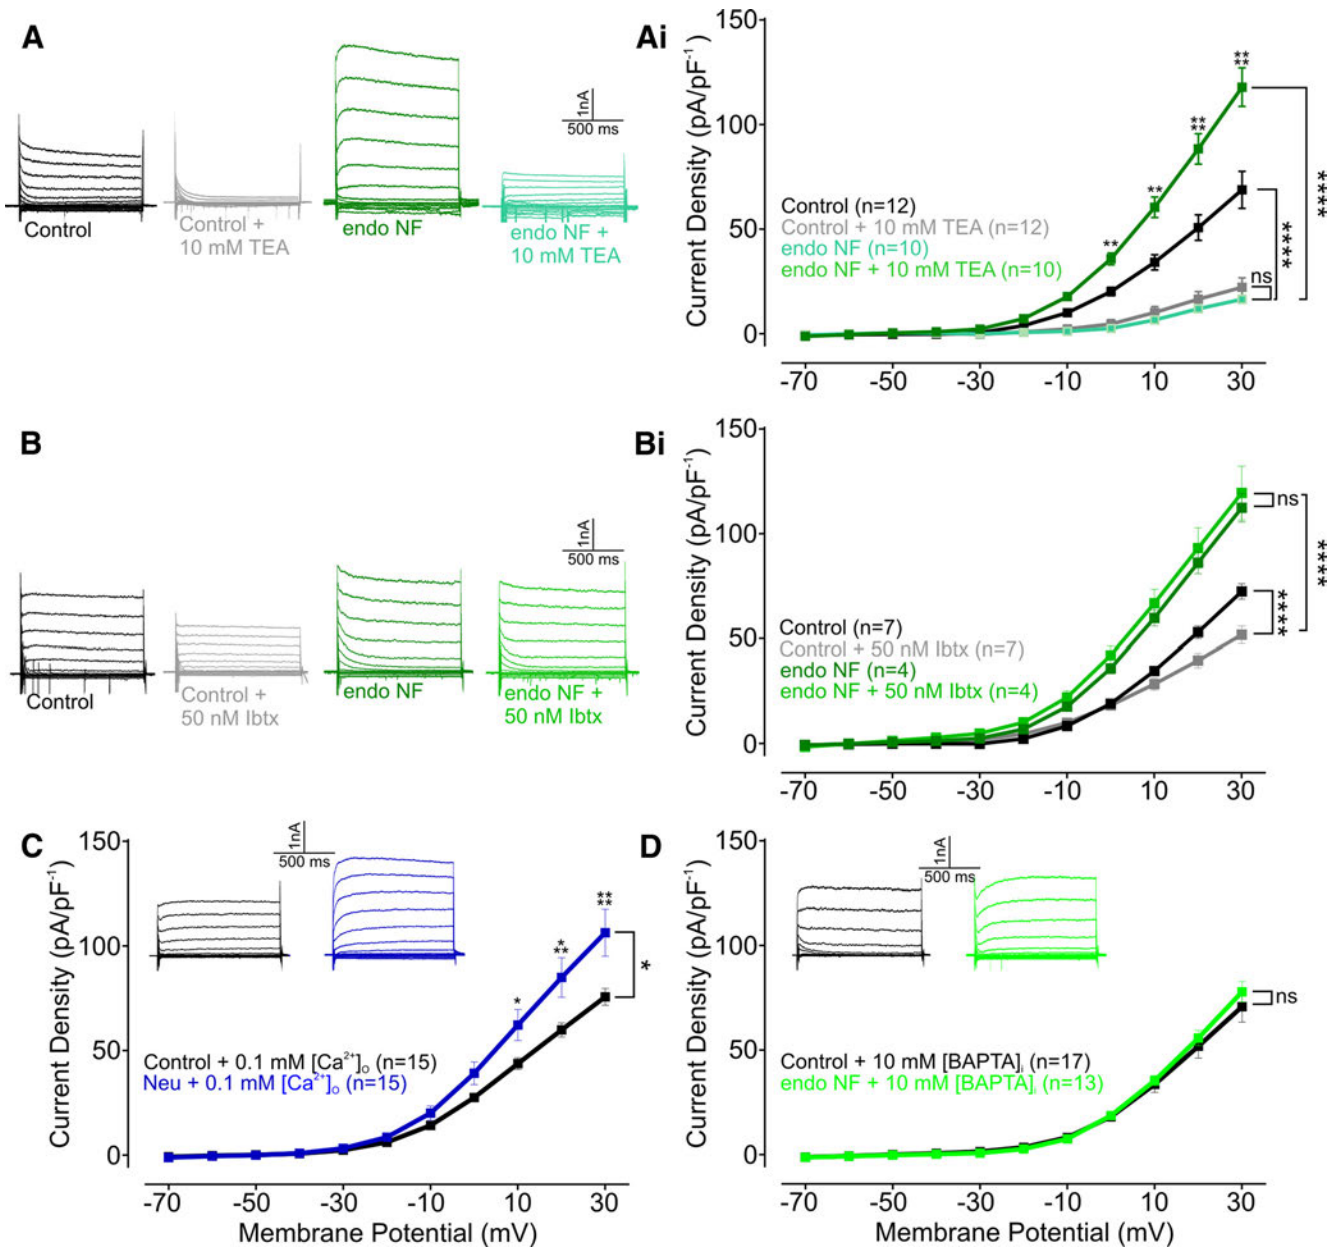 A
1nA
500 ms
Control
Control +
10 mM TEA
endo NF
endo NF +
10 mM TEA
Ai
Current Density (pA/pF⁻¹)
150
100
50
0
-70 -50 -30 -10 10 30
Control (n=12)
Control + 10 mM TEA (n=12)
endo NF (n=10)
endo NF + 10 mM TEA (n=10)
** ** **** **** ****
ns
****
****
B
1nA
500 ms
Control
Control +
50 nM Ibtx
endo NF
endo NF +
50 nM Ibtx
Bi
Current Density (pA/pF⁻¹)
150
100
50
0
-70 -50 -30 -10 10 30
Control (n=7)
Control + 50 nM Ibtx (n=7)
endo NF (n=4)
endo NF + 50 nM Ibtx (n=4)
ns
****
****
C
Current Density (pA/pF⁻¹)
150
100
50
0
1nA
500 ms
Control + 0.1 mM [Ca²⁺]ₒ (n=15)
Neu + 0.1 mM [Ca²⁺]ₒ (n=15)
* *** ****
*
-70 -50 -30 -10 10 30
Membrane Potential (mV)
D
Current Density (pA/pF⁻¹)
150
100
50
0
1nA
500 ms
Control + 10 mM [BAPTA]ᵢ (n=17)
endo NF + 10 mM [BAPTA]ᵢ (n=13)
ns
-70 -50 -30 -10 10 30
Membrane Potential (mV)